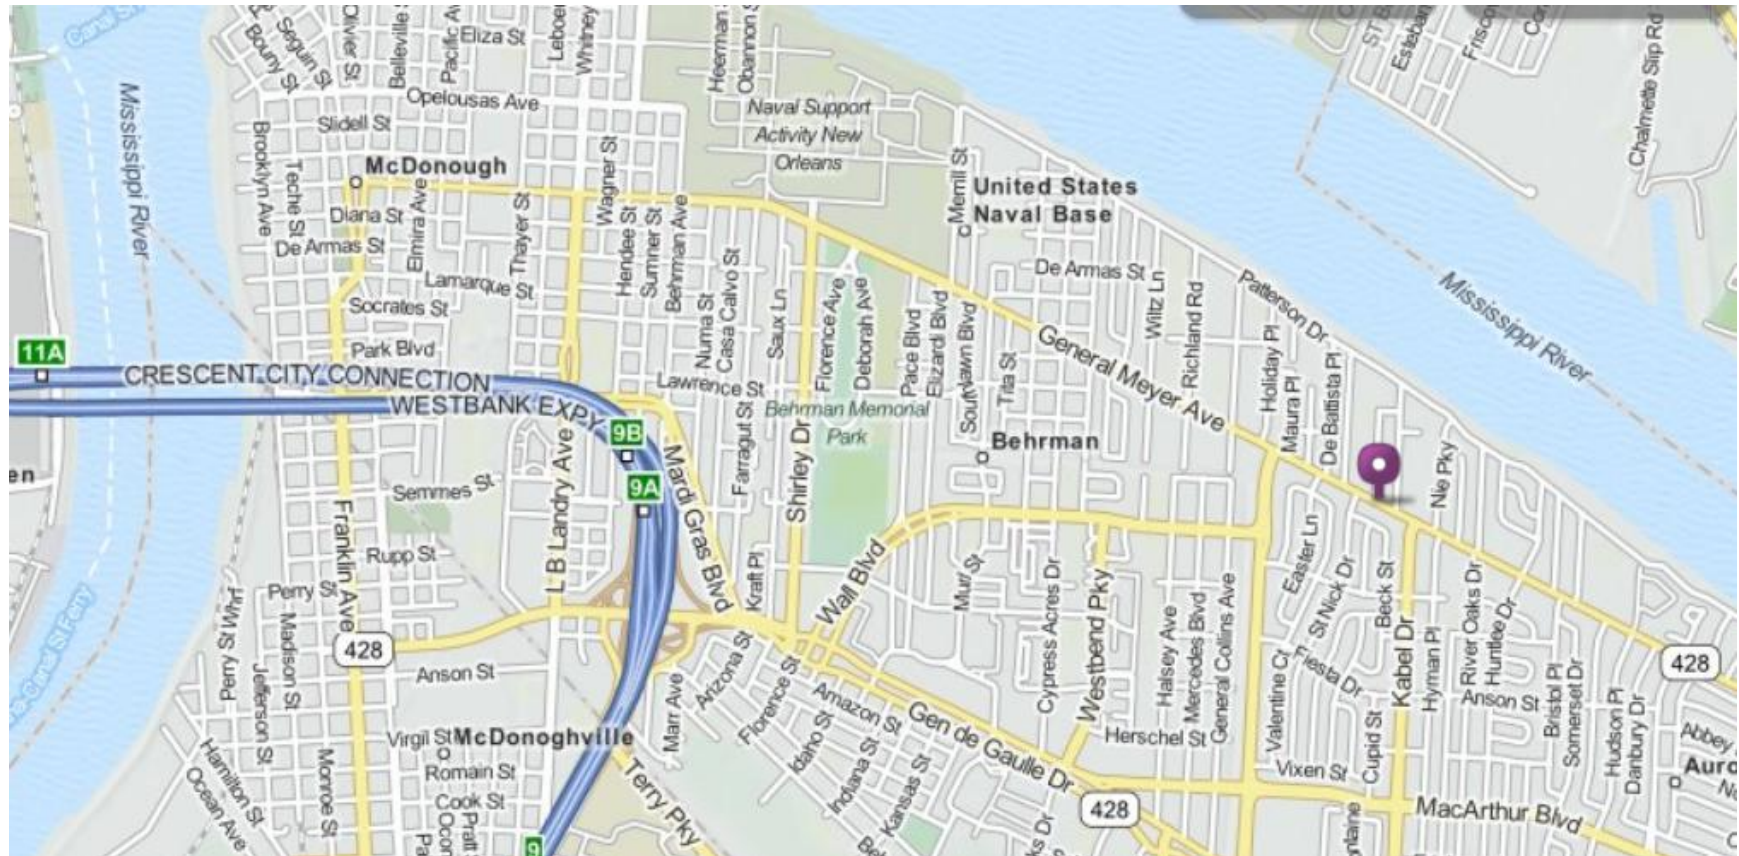 Canal St
Seguin St
Bouny St
Olivier St
Belleville S
Pacific A
Eliza St
Whitney
Heerman
Obannon S
Esteban
Frisco
Chalmette Slip Rd
Mississippi River
Opelousas Ave
Slidell St
Naval Support
Activity New
Orleans
McDonough
Brooklyn Ave
Teche St
Diana St
De Armas St
Elmira Ave
Thayer St
Wagner St
Hendee St
Sumner St
Behrman Ave
Merrill St
United States
Naval Base
Lamarque St
Socrates St
Park Blvd
Numa St
Casa Calvo St
Saux Ln
Florence Ave
Deborah Ave
Pace Blvd
Elizardi Blvd
Southlawn Blvd
Tita St
De Armas St
Wiltz Ln
Richland Rd
Patterson Dr
Mississippi River
Holiday Pl
Maura Pl
De Battista Pl
General Meyer Ave
11A
CRESCENT CITY CONNECTION
WESTBANK EXPY
Lawrence St
Farragut St
Behrman Memorial
Park
Behrman
9B
9A
Semmes St
L B Landry Ave
Mardi Gras Blvd
Shirley Dr
Nie Pky
en
Franklin Ave
Rupp St
Perry St
Kraft Pl
Wall Blvd
Murl St
Cypress Acres Dr
Westbend Pky
Halsey Ave
Mercedes Blvd
General Collins Ave
Easter Ln
St Nick Dr
Beck St
Kabel Dr
Hyman Pl
River Oaks Dr
Huntlee Dr
Canal St Ferry
Perry St Whrf
Madison St
Jefferson St
428
Anson St
Marr Ave
Arizona St
Florence St
Amazon St
Idaho St
Indiana St
Kansas St
Gen de Gaulle Dr
Herschel St
Valentine Ct
Fiesta Dr
Cupid St
Vixen St
Anson St
Bristol Pl
Somerset Dr
Hudson Pl
Danbury Dr
428
Abbey
Auro
Virgil St
McDonoghville
Romain St
Cook St
Pratt S
Hamilton St
Ocean Ave
Monroe St
Terry Pky
9
428
MacArthur Blvd